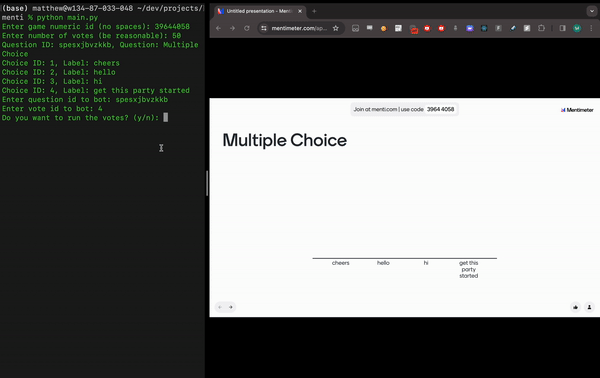 (base) matthew@w134-87-033-048 ~/dev/projects/
menti % python main.py
Enter game numeric id (no spaces): 39644058
Enter number of votes (be reasonable): 50
Question ID: spesxjbvzkkb, Question: Multiple
Choice
Choice ID: 1, Label: cheers
Choice ID: 2, Label: hello
Choice ID: 3, Label: hi
Choice ID: 4, Label: get this party started
Enter question id to bot: spesxjbvzkkb
Enter vote id to bot: 4
Do you want to run the votes? (y/n):
Untitled presentation – Menti
mentimeter.com/ap...
Join at menti.com | use code 3964 4058
Mentimeter
Multiple Choice
cheers
hello
hi
get this
party
started